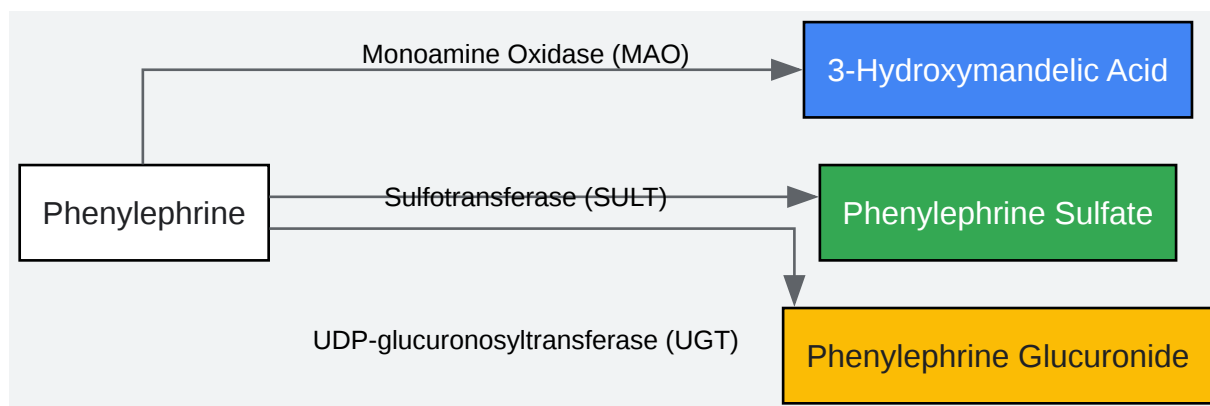 Monoamine Oxidase (MAO)
3-Hydroxymandelic Acid
Phenylephrine
Sulfotransferase (SULT)
Phenylephrine Sulfate
UDP-glucuronosyltransferase (UGT)
Phenylephrine Glucuronide